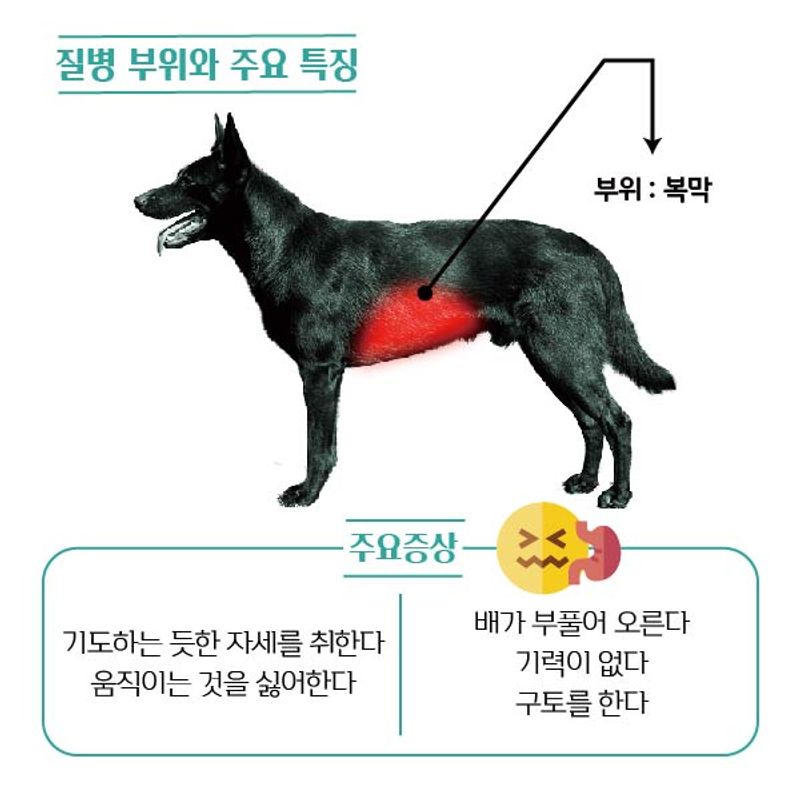 질병 부위와 주요 특징
부위 : 복막
주요증상
기도하는 듯한 자세를 취한다
움직이는 것을 싫어한다
배가 부풀어 오른다
기력이 없다
구토를 한다